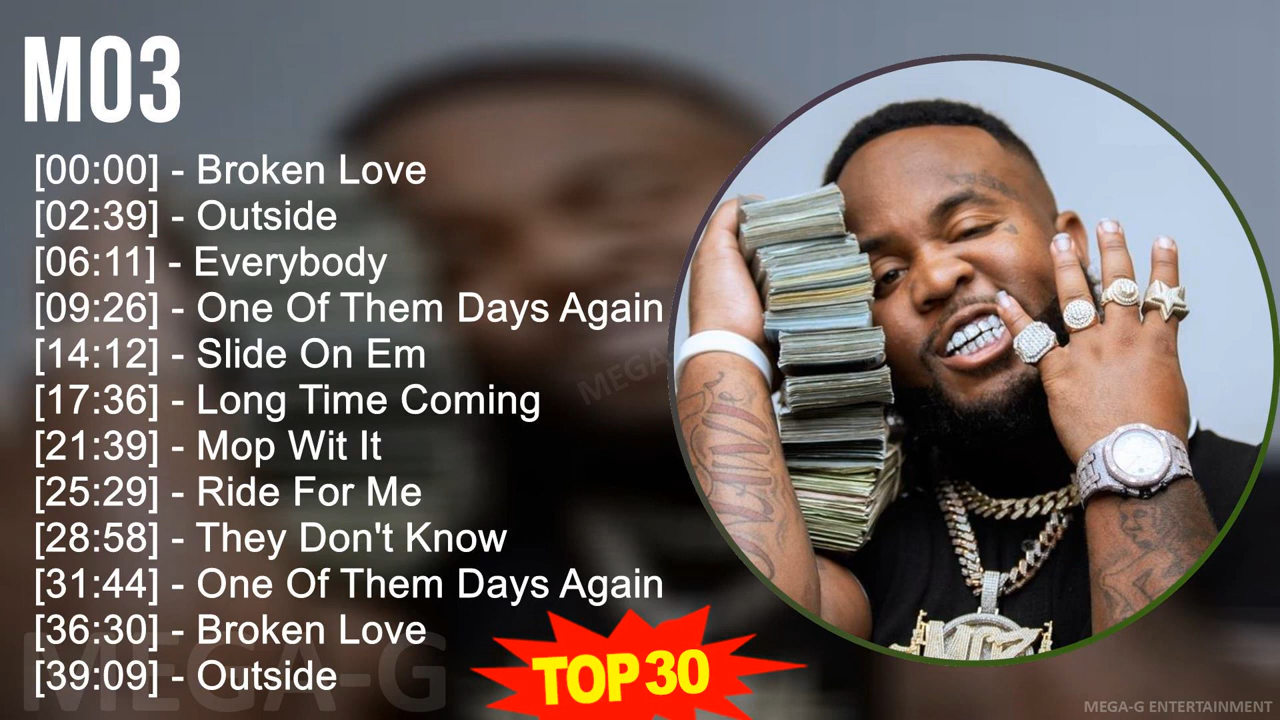 MO3
[00:00] - Broken Love
[02:39] - Outside
[06:11] - Everybody
[09:26] - One Of Them Days Again
[14:12] - Slide On Em
[17:36] - Long Time Coming
[21:39] - Mop Wit It
[25:29] - Ride For Me
[28:58] - They Don't Know
[31:44] - One Of Them Days Again
[36:30] - Broken Love
[39:09] - Outside
TOP 30
MEGA-G
MEGA
MEGA-G ENTERTAINMENT